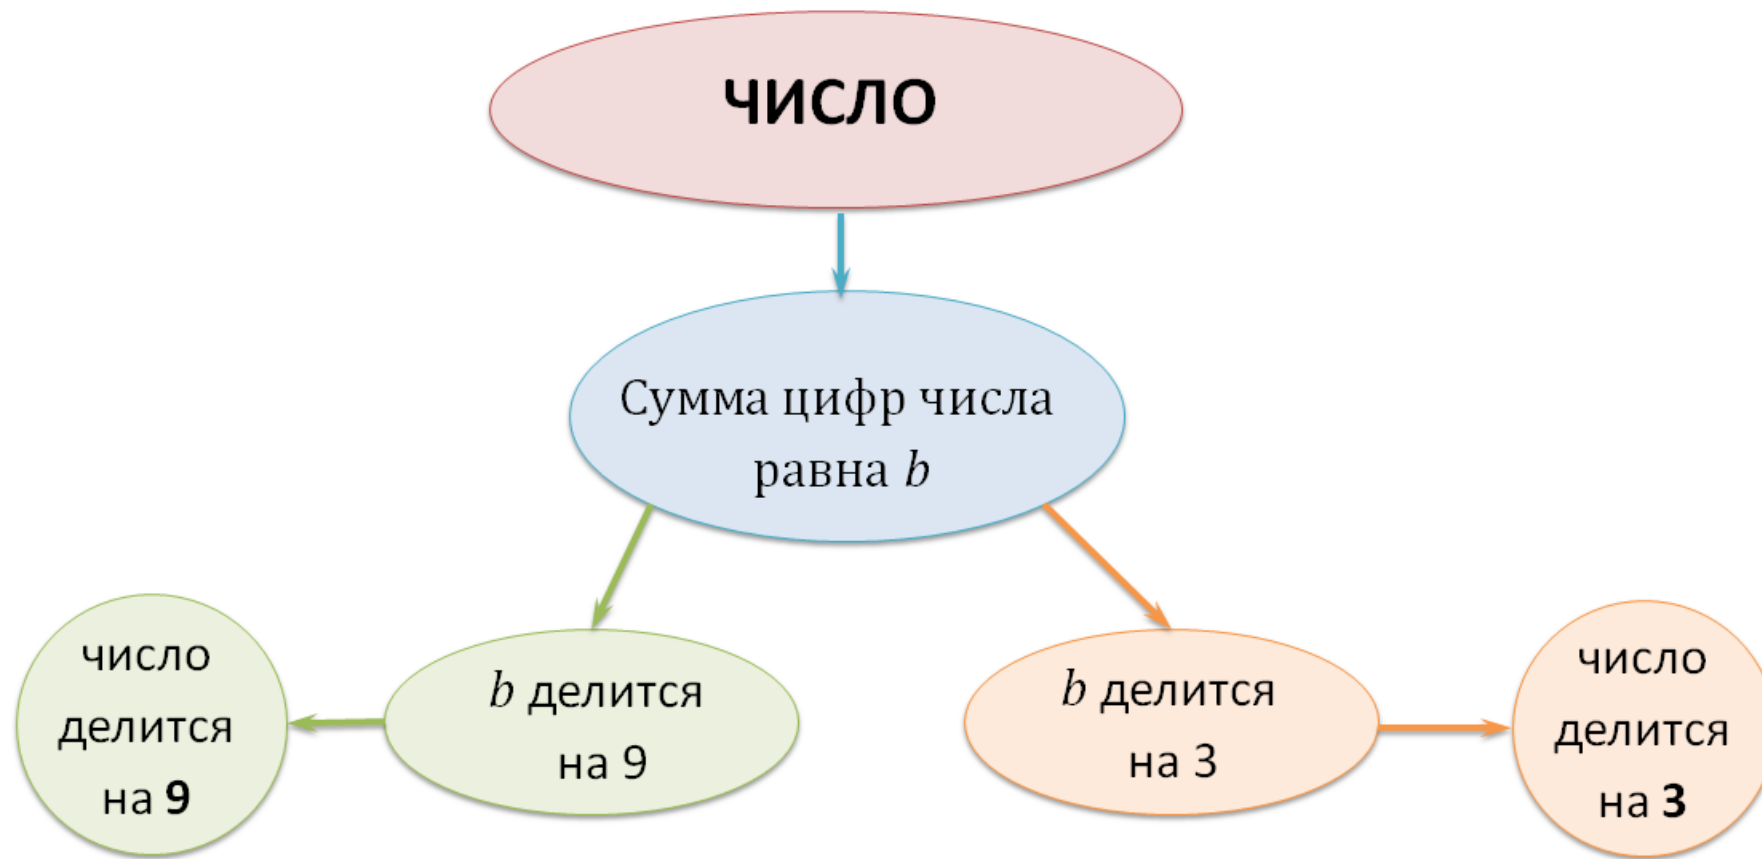 ЧИСЛО
Сумма цифр числа
равна b
число
делится
на 9
b делится
на 9
b делится
на 3
число
делится
на 3